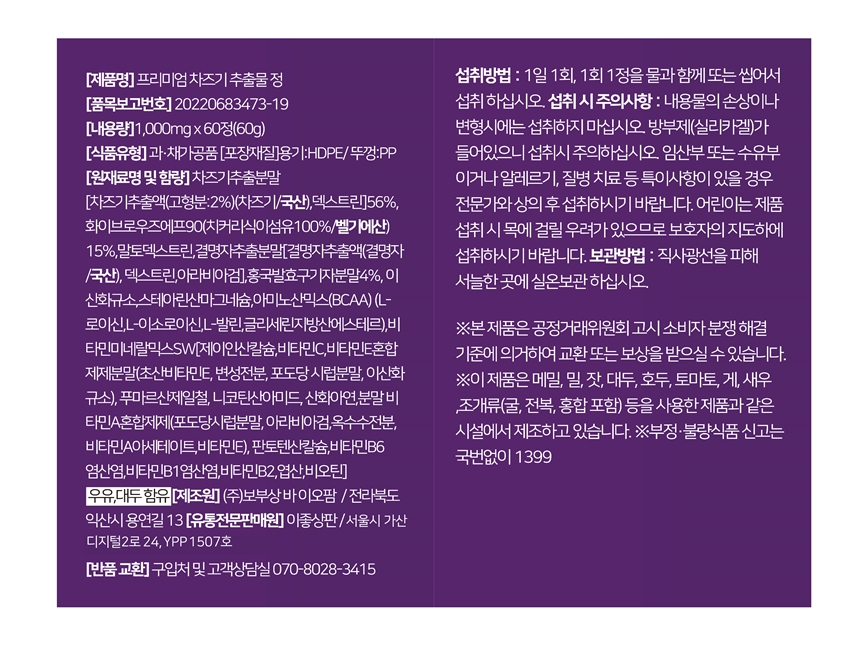 [제품명] 프리미엄 차즈기 추출물 정
[품목보고번호] 20220683473-19
[내용량]1,000mg x 60정(60g)
[식품유형] 과·채가공품 [포장재질]용기:HDPE/ 뚜껑:PP
[원재료명 및 함량] 차즈기추출분말
[차즈기추출액(고형분:2%)(차즈기/국산),덱스트린]56%,
화이브로우즈에프90(치커리식이섬유100%/벨기에산)
15%,말토덱스트린,결명자추출분말[결명자추출액(결명자
/국산), 덱스트린,아라비아검],홍국발효구기자분말4%, 이
산화규소,스테아린산마그네슘,아미노산믹스(BCAA) (L-
로이신,L-이소로이신,L-발린,글리세린지방산에스테르),비
타민미네랄믹스SW[제이인산칼슘,비타민C,비타민E혼합
제제분말(초산비타민E, 변성전분, 포도당 시럽분말, 이산화
규소), 푸마르산제일철, 니코틴산아미드, 산화아연,분말 비
타민A혼합제제(포도당시럽분말, 아라비아검,옥수수전분,
비타민A아세테이트,비타민E), 판토텐산칼슘,비타민B6
염산염,비타민B1염산염,비타민B2,엽산,비오틴]
우유,대두 함유 [제조원] (주)보부상 바 이오팜 / 전라북도
익산시 용연길 13 [유통전문판매원] 이종상판 / 서울시 가산
디지털2로 24, YPP 1507호
[반품 교환] 구입처 및 고객상담실 070-8028-3415
섭취방법 : 1일 1회, 1회 1정을 물과 함께 또는 씹어서
섭취 하십시오. 섭취 시 주의사항 : 내용물의 손상이나
변형시에는 섭취하지 마십시오. 방부제(실리카겔)가
들어있으니 섭취시 주의하십시오. 임산부 또는 수유부
이거나 알레르기, 질병 치료 등 특이사항이 있을 경우
전문가와 상의 후 섭취하시기 바랍니다. 어린이는 제품
섭취 시 목에 걸릴 우려가 있으므로 보호자의 지도하에
섭취하시기 바랍니다. 보관방법 : 직사광선을 피해
서늘한 곳에 실온보관 하십시오.
※본 제품은 공정거래위원회 고시 소비자 분쟁 해결
기준에 의거하여 교환 또는 보상을 받으실 수 있습니다.
※이 제품은 메밀, 밀, 잣, 대두, 호두, 토마토, 게, 새우
,조개류(굴, 전복, 홍합 포함) 등을 사용한 제품과 같은
시설에서 제조하고 있습니다. ※부정·불량식품 신고는
국번없이 1399